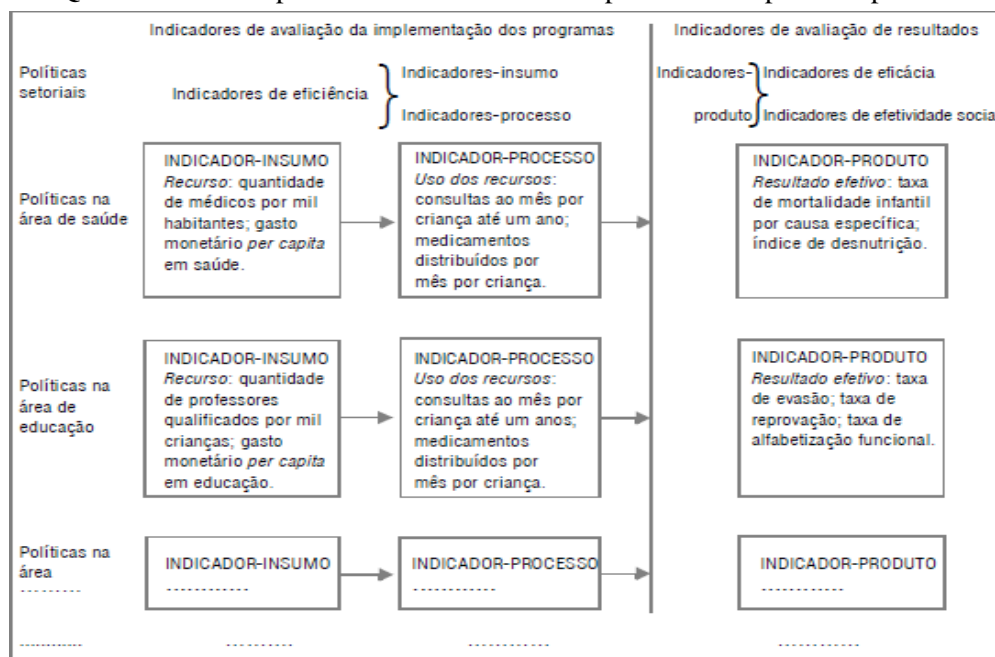 Indicadores de avaliação da implementação dos programas
Indicadores de avaliação de resultados
Políticas
setoriais
Indicadores de eficiência
Indicadores-insumo
Indicadores-processo
Indicadores-
produto
Indicadores de eficácia
Indicadores de efetividade socia
Políticas na
área de saúde
INDICADOR-INSUMO
Recurso: quantidade
de médicos por mil
habitantes; gasto
monetário per capita
em saúde.
INDICADOR-PROCESSO
Uso dos recursos:
consultas ao mês por
criança até um ano;
medicamentos
distribuídos por
mês por criança.
INDICADOR-PRODUTO
Resultado efetivo: taxa
de mortalidade infantil
por causa específica;
índice de desnutrição.
Políticas na
área de
educação
INDICADOR-INSUMO
Recurso: quantidade
de professores
qualificados por mil
crianças; gasto
monetário per capita
em educação.
INDICADOR-PROCESSO
Uso dos recursos:
consultas ao mês por
criança até um anos;
medicamentos
distribuídos por
mês por criança.
INDICADOR-PRODUTO
Resultado efetivo: taxa
de evasão; taxa de
reprovação; taxa de
alfabetização funcional.
Políticas na
área
.........
INDICADOR-INSUMO
............
INDICADOR-PROCESSO
............
INDICADOR-PRODUTO
............
.........
..........
............
............